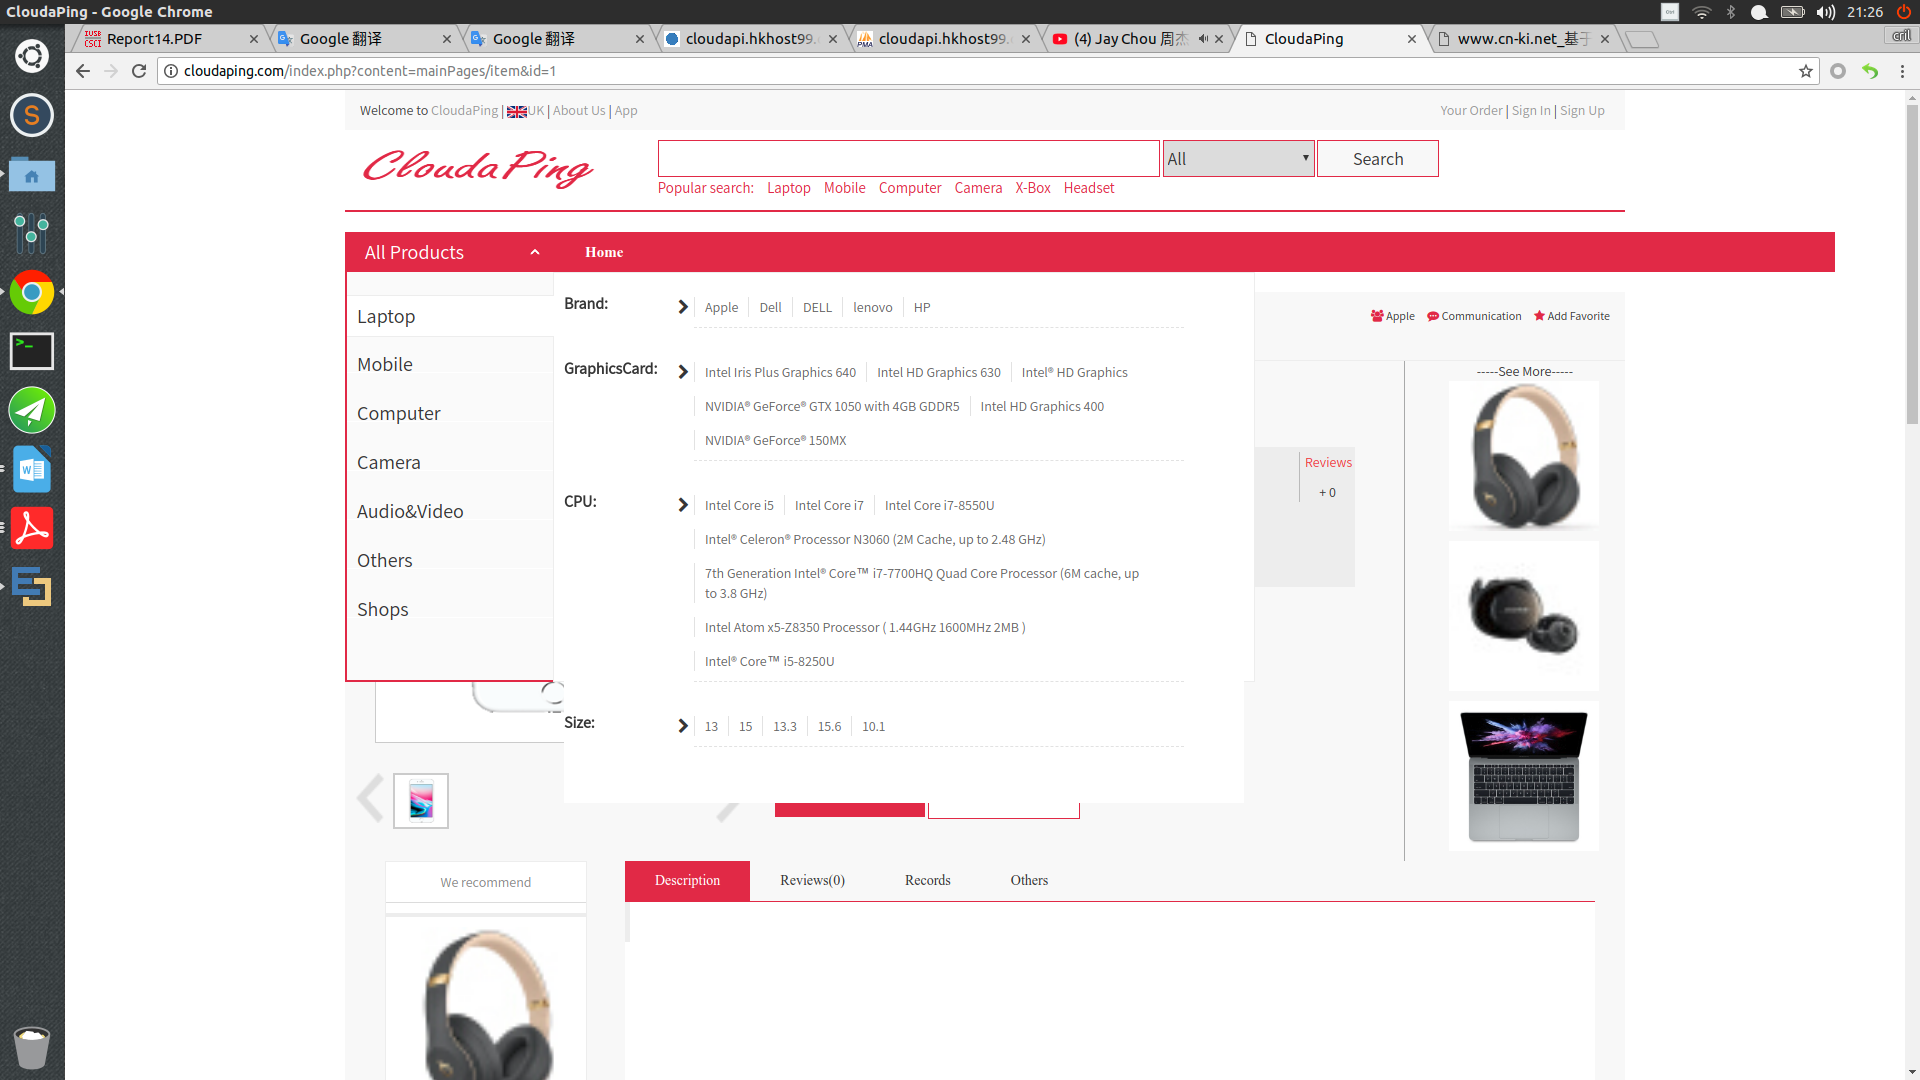 CloudaPing - Google Chrome
21:26
Report14.PDF
Google 翻译
Google 翻译
cloudapi.hkhost99.
cloudapi.hkhost99.
(4) Jay Chou 周杰
CloudaPing
www.cn-ki.net_基于
cril
cloudaping.com/index.php?content=mainPages/item&id=1
Welcome to CloudaPing | UK | About Us | App
Your Order | Sign In | Sign Up
CloudaPing
All
Search
Popular search: Laptop Mobile Computer Camera X-Box Headset
All Products
Home
Laptop
Mobile
Computer
Camera
Audio&Video
Others
Shops
Brand:
Apple Dell DELL lenovo HP
GraphicsCard:
Intel Iris Plus Graphics 640 Intel HD Graphics 630 Intel® HD Graphics
NVIDIA® GeForce® GTX 1050 with 4GB GDDR5 Intel HD Graphics 400
NVIDIA® GeForce® 150MX
CPU:
Intel Core i5 Intel Core i7 Intel Core i7-8550U
Intel® Celeron® Processor N3060 (2M Cache, up to 2.48 GHz)
7th Generation Intel® Core™ i7-7700HQ Quad Core Processor (6M cache, up
to 3.8 GHz)
Intel Atom x5-Z8350 Processor ( 1.44GHz 1600MHz 2MB )
Intel® Core™ i5-8250U
Size:
13 15 13.3 15.6 10.1
Apple Communication Add Favorite
Reviews
+ 0
-----See More-----
We recommend
Description Reviews(0) Records Others